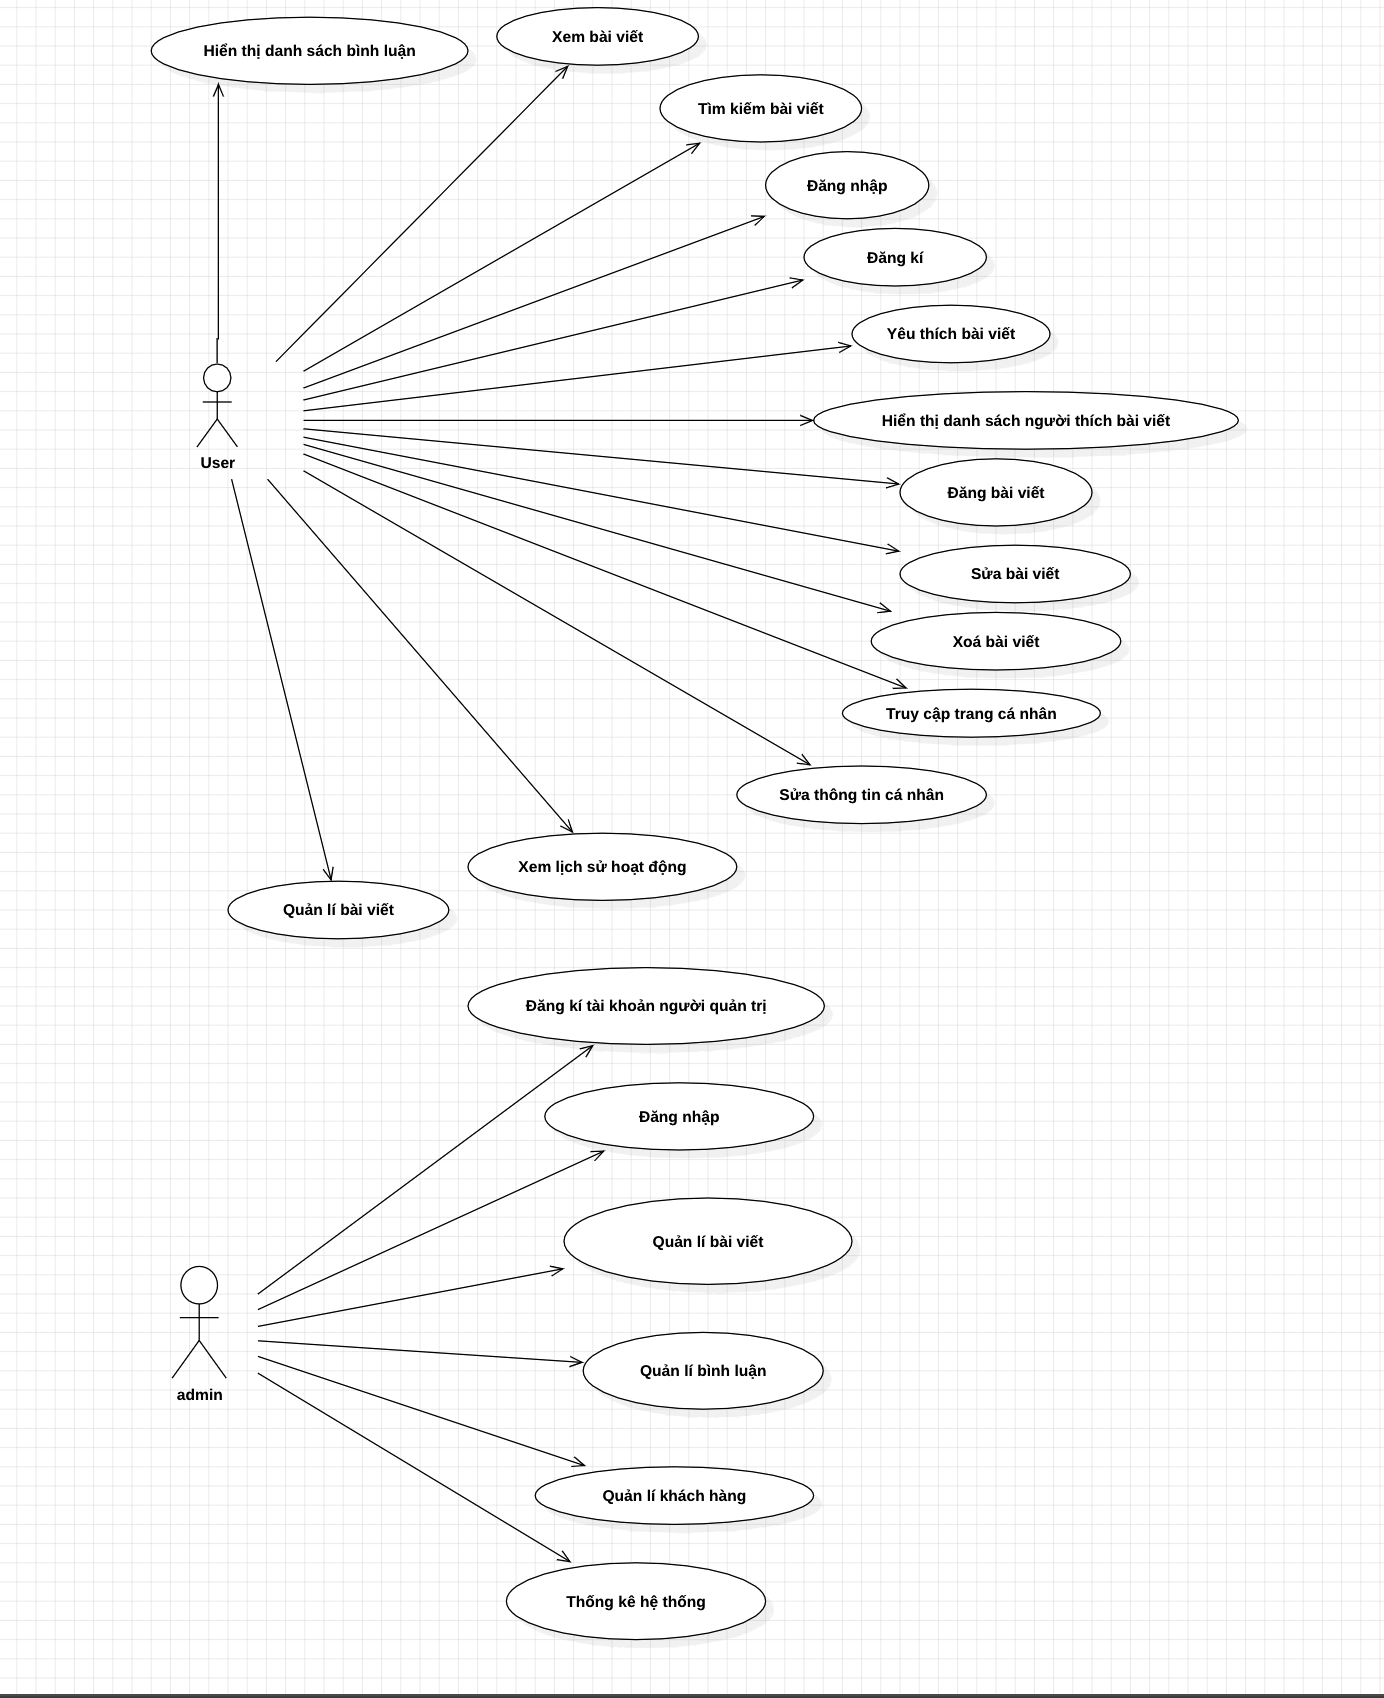 Hiển thị danh sách bình luận
Xem bài viết
Tìm kiếm bài viết
Đăng nhập
Đăng kí
Yêu thích bài viết
Hiển thị danh sách người thích bài viết
User
Đăng bài viết
Sửa bài viết
Xoá bài viết
Truy cập trang cá nhân
Sửa thông tin cá nhân
Xem lịch sử hoạt động
Quản lí bài viết
Đăng kí tài khoản người quản trị
Đăng nhập
Quản lí bài viết
Quản lí bình luận
admin
Quản lí khách hàng
Thống kê hệ thống